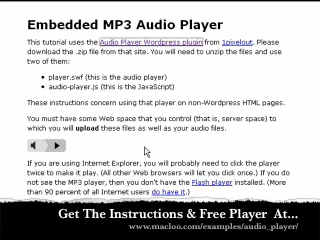 Embedded MP3 Audio Player
This tutorial uses the Audio Player Wordpress plugin from 1pixelout. Please
download the .zip file from that site. You will need to unzip the files and use
two of them:
• player.swf (this is the audio player)
• audio-player.js (this is the JavaScript)
These instructions concern using that player on non-Wordpress HTML pages.
You must have some Web space that you control (that is, server space) to
which you will upload these files as well as your audio files.
If you are using Internet Explorer, you will probably need to click the player
twice to make it play. (All other Web browsers will let you click once.) If you do
not see the MP3 player, then you don't have the Flash player installed. (More
than 90 percent of all Internet users do have it.)
Get The Instructions & Free Player At...
www.macloo.com/examples/audio_player/